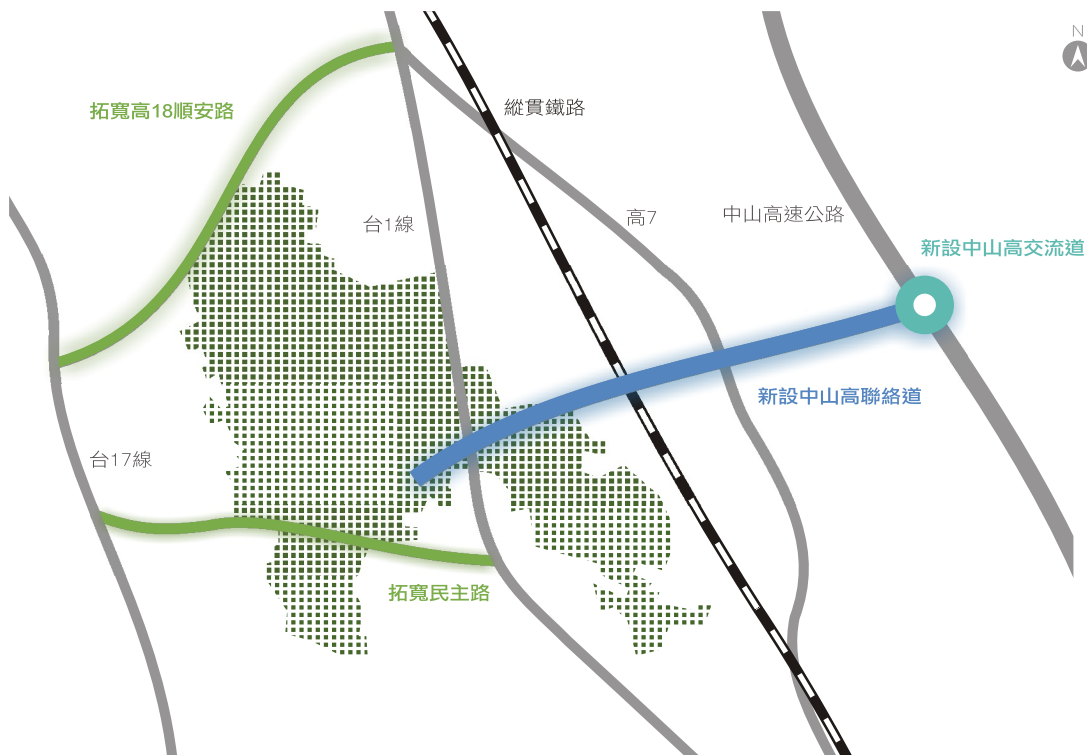 N
拓寬高18順安路
縱貫鐵路
台1線
高7
中山高速公路
新設中山高交流道
新設中山高聯絡道
台17線
拓寬民主路